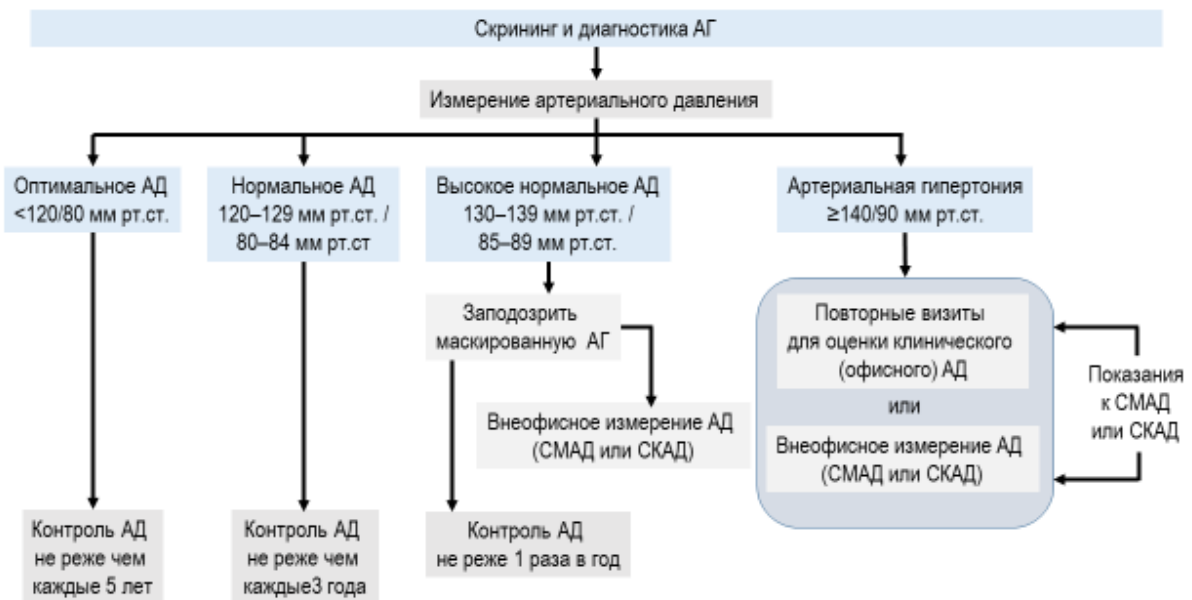 Скрининг и диагностика АГ
Измерение артериального давления
Оптимальное АД
<120/80 мм рт.ст.
Нормальное АД
120–129 мм рт.ст. /
80–84 мм рт.ст
Высокое нормальное АД
130–139 мм рт.ст. /
85–89 мм рт.ст.
Артериальная гипертония
≥140/90 мм рт.ст.
Заподозрить
маскированную АГ
Внеофисное измерение АД
(СМАД или СКАД)
Повторные визиты
для оценки клинического
(офисного) АД
или
Внеофисное измерение АД
(СМАД или СКАД)
Показания
к СМАД
или СКАД
Контроль АД
не реже чем
каждые 5 лет
Контроль АД
не реже чем
каждые3 года
Контроль АД
не реже 1 раза в год